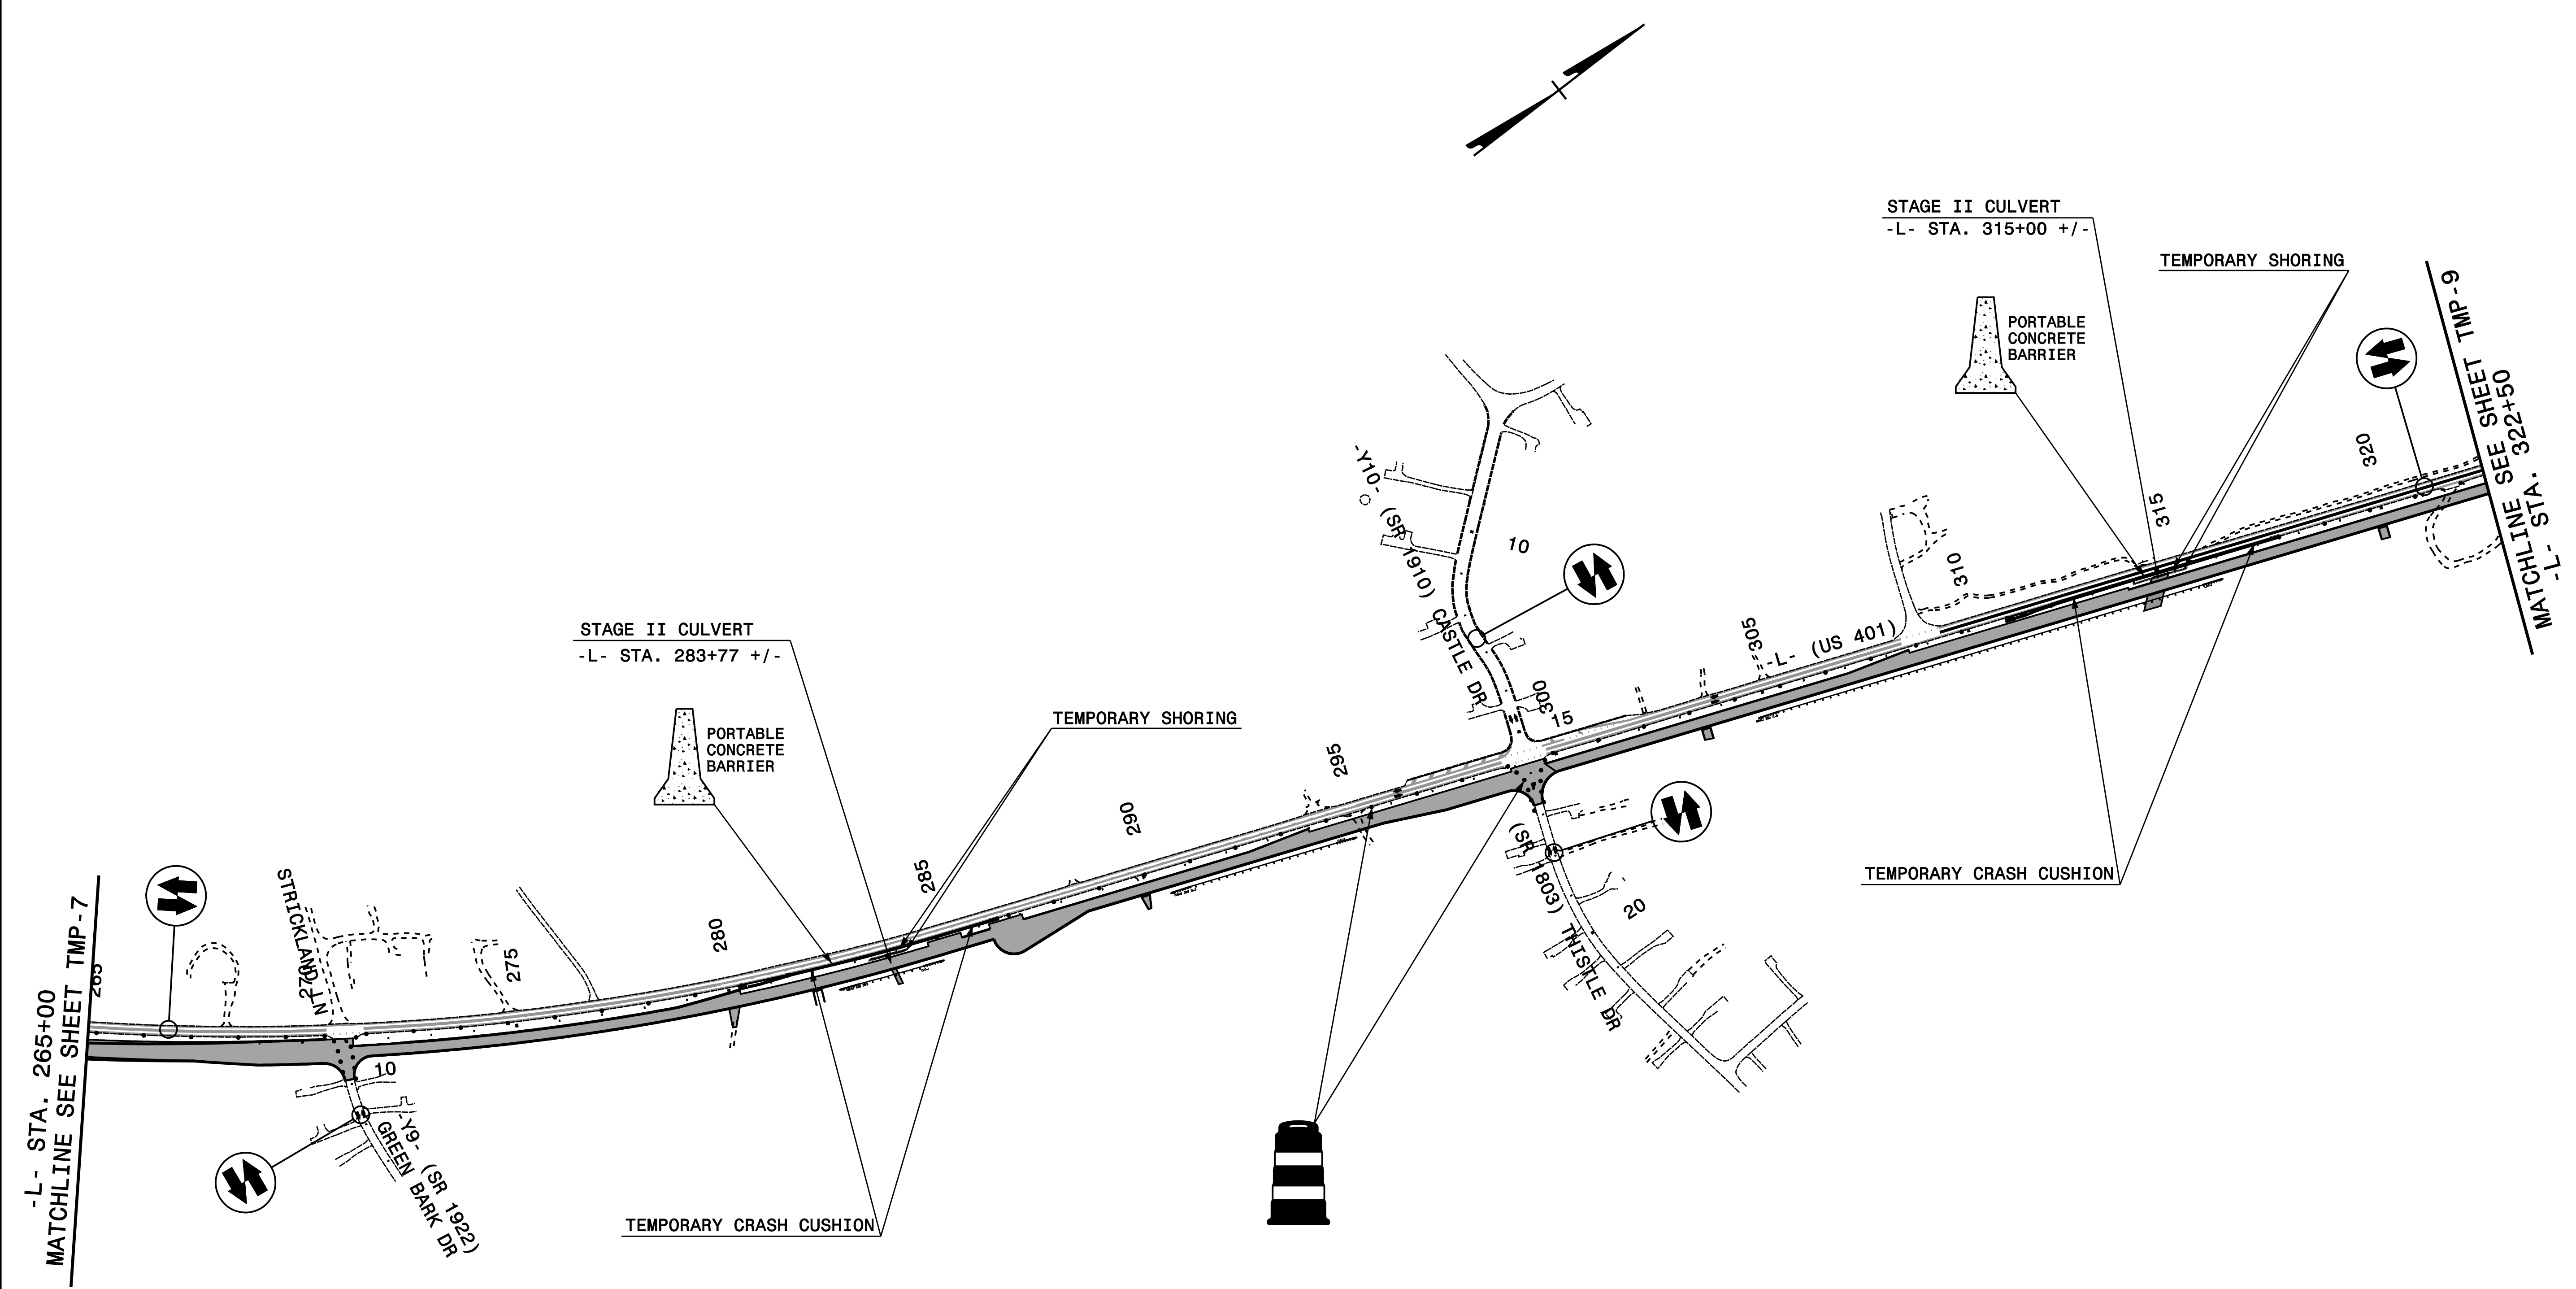 STAGE II CULVERT
-L- STA. 315+00 +/-
TEMPORARY SHORING
PORTABLE
CONCRETE
BARRIER
MATCHLINE SEE SHEET TMP-9
-L- STA. 322+50
320
315
310
-L- (US 401)
305
-Y10- (SR 1910) CASTLE DR
10
300
15
STAGE II CULVERT
-L- STA. 283+77 +/-
PORTABLE
CONCRETE
BARRIER
TEMPORARY SHORING
295
290
285
280
275
270
STRICKLAND LN
265
-L- STA. 265+00
MATCHLINE SEE SHEET TMP-7
10
-Y9- (SR 1922)
GREEN BARK DR
TEMPORARY CRASH CUSHION
(SR 1803) THISTLE DR
20
TEMPORARY CRASH CUSHION